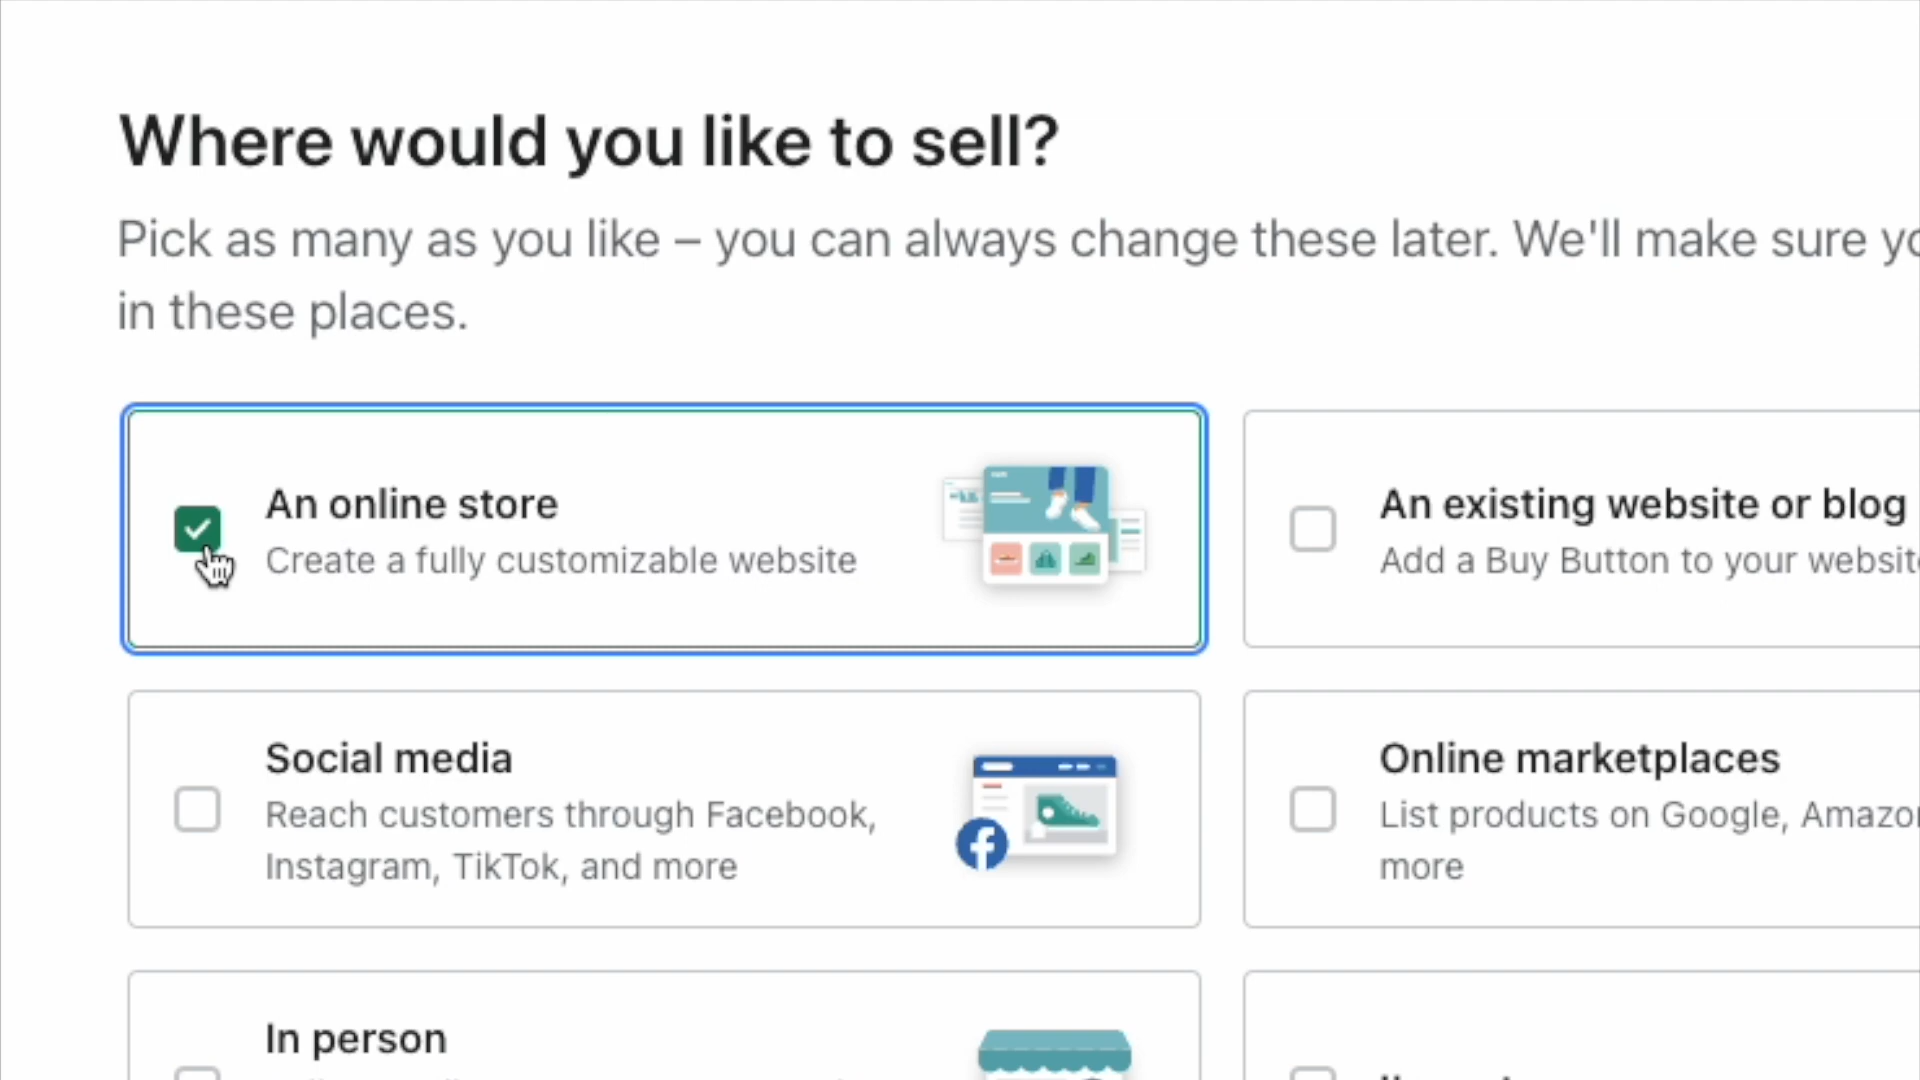 Where would you like to sell?
Pick as many as you like – you can always change these later. We'll make sure
in these places.
An online store
Create a fully customizable website
An existing website or blog
Add a Buy Button to your
Social media
Reach customers through Facebook,
Instagram, TikTok, and more
Online marketplaces
List products on Google,
more
In person